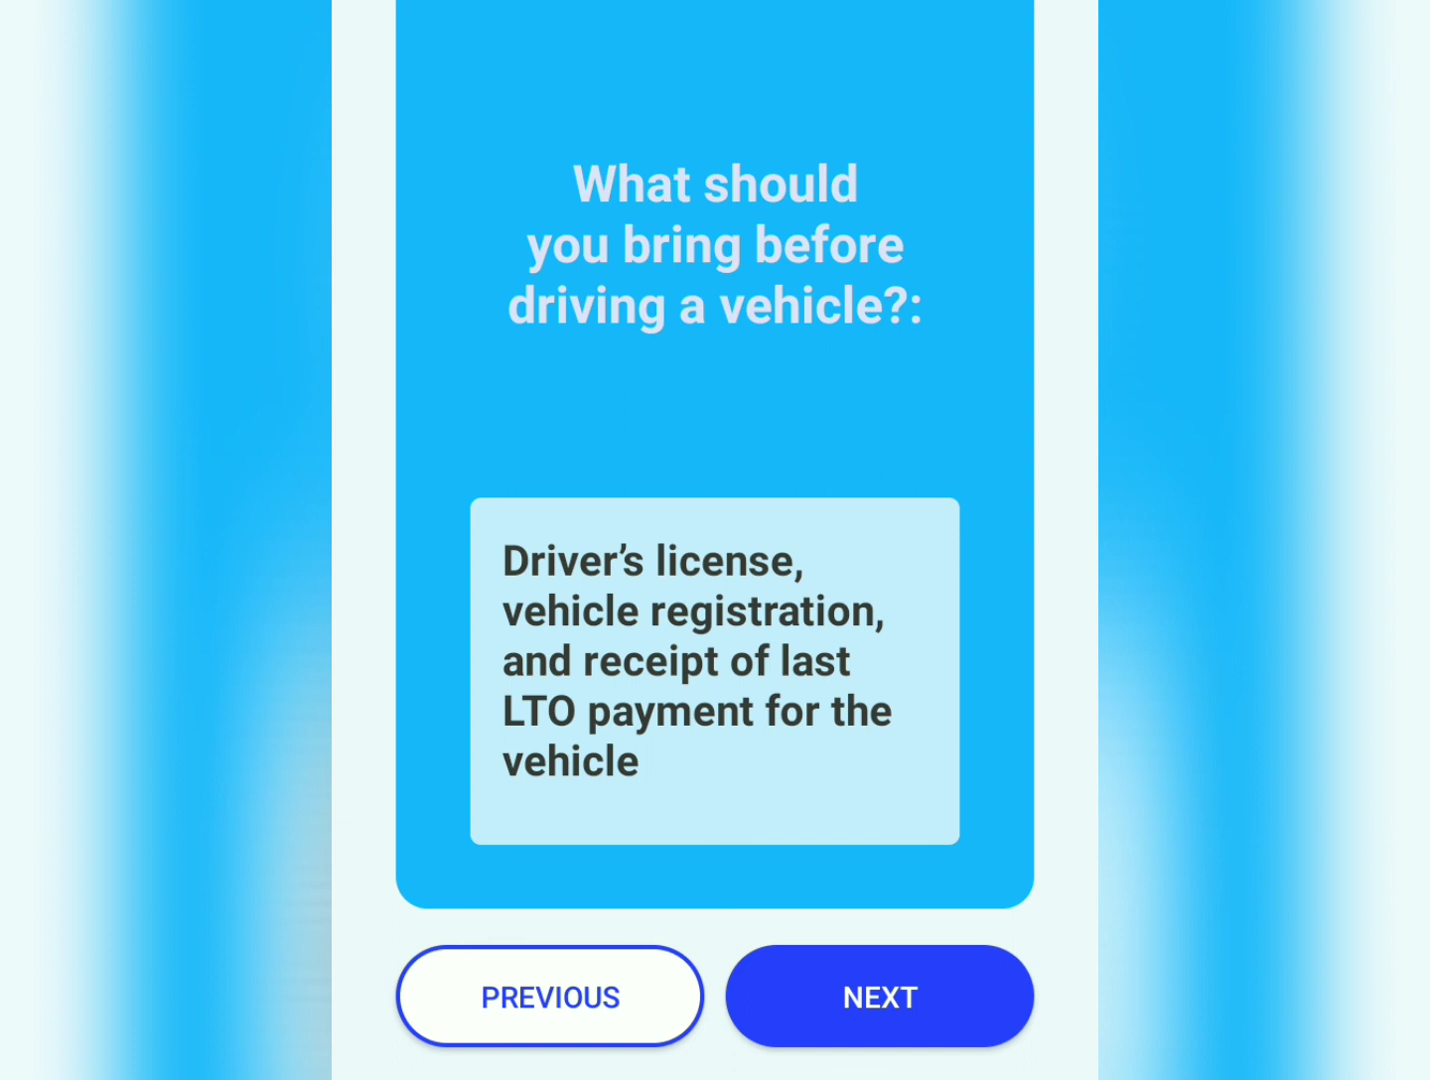 What should
you bring before
driving a vehicle?:
Driver’s license,
vehicle registration,
and receipt of last
LTO payment for the
vehicle
PREVIOUS
NEXT